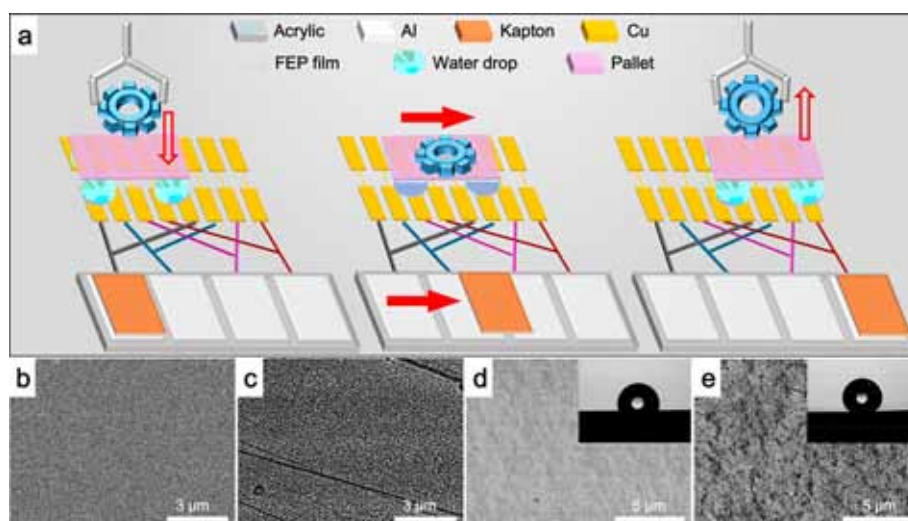 a
Acrylic Al Kapton Cu
FEP film Water drop Pallet
b c d e
3 μm 3 μm 5 μm 5 μm